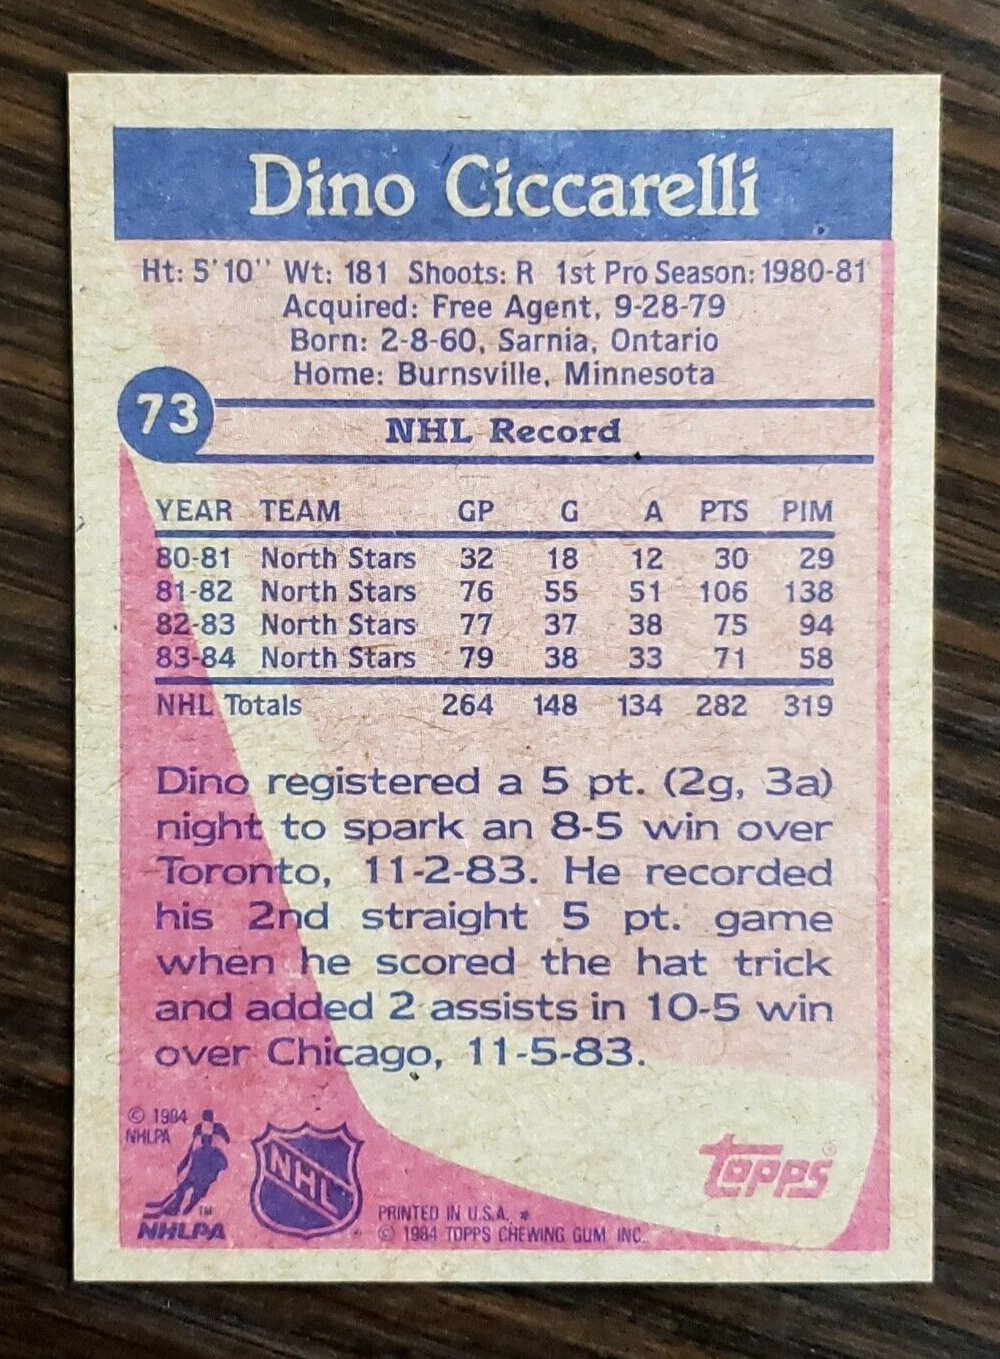 Dino Ciccarelli
Ht: 5'10" Wt: 181 Shoots: R 1st Pro Season: 1980-81
Acquired: Free Agent, 9-28-79
Born: 2-8-60, Sarnia, Ontario
Home: Burnsville, Minnesota
73
NHL Record
YEAR TEAM GP G A PTS PIM
80-81 North Stars 32 18 12 30 29
81-82 North Stars 76 55 51 106 138
82-83 North Stars 77 37 38 75 94
83-84 North Stars 79 38 33 71 58
NHL Totals 264 148 134 282 319
Dino registered a 5 pt. (2g, 3a)
night to spark an 8-5 win over
Toronto, 11-2-83. He recorded
his 2nd straight 5 pt. game
when he scored the hat trick
and added 2 assists in 10-5 win
over Chicago, 11-5-83.
© 1984
NHLPA
TM
NHLPA
NHL
PRINTED IN U.S.A. *
© 1984 TOPPS CHEWING GUM INC.
topps®